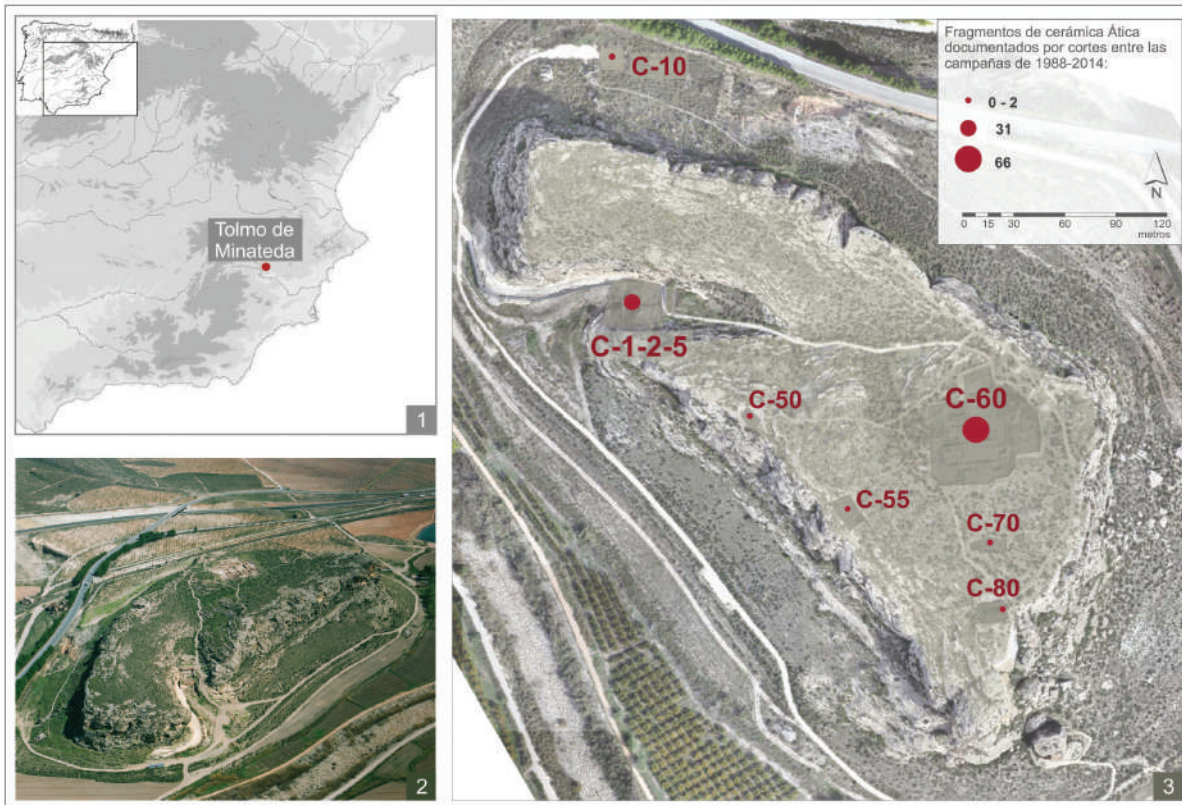 Tolmo de
Minateda
1
2
Fragmentos de cerámica Ática
documentados por cortes entre las
campañas de 1988-2014:
0 - 2
31
66
N
0 15 30 60 90 120
metros
C-10
C-1-2-5
C-50
C-60
C-55
C-70
C-80
3